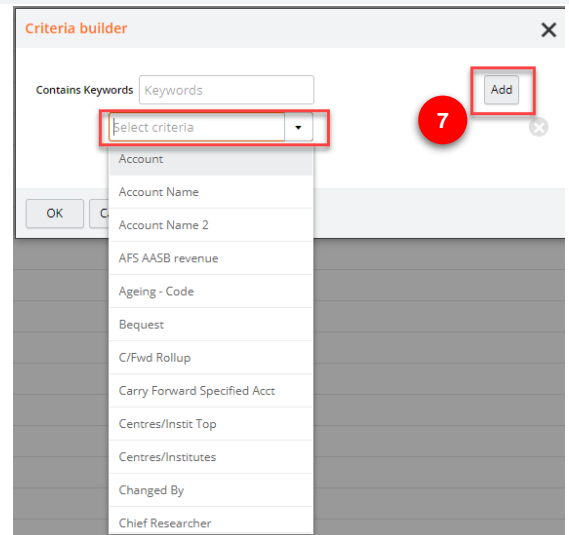 Criteria builder
Contains Keywords Keywords Add
Select criteria 7
Account
Account Name
OK
Account Name 2
AFS AASB revenue
Ageing - Code
Bequest
C/Fwd Rollup
Carry Forward Specified Acct
Centres/Instit Top
Centres/Institutes
Changed By
Chief Researcher